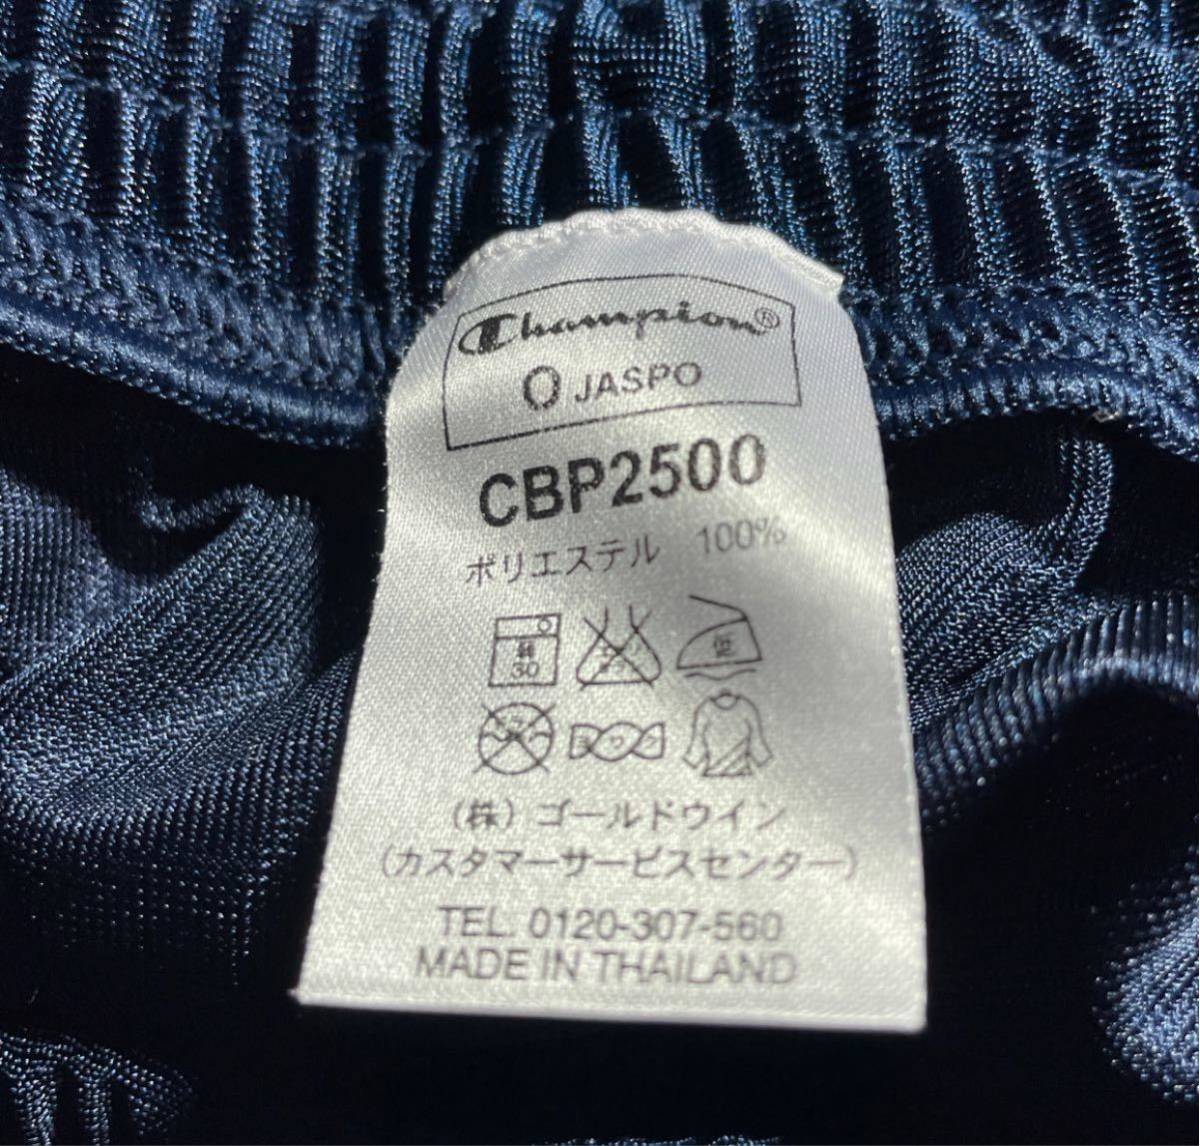 Champion®
O JASPO
CBP2500
ポリエステル 100%
30
低
(株)ゴールドウイン
(カスタマーサービスセンター)
TEL. 0120-307-560
MADE IN THAILAND